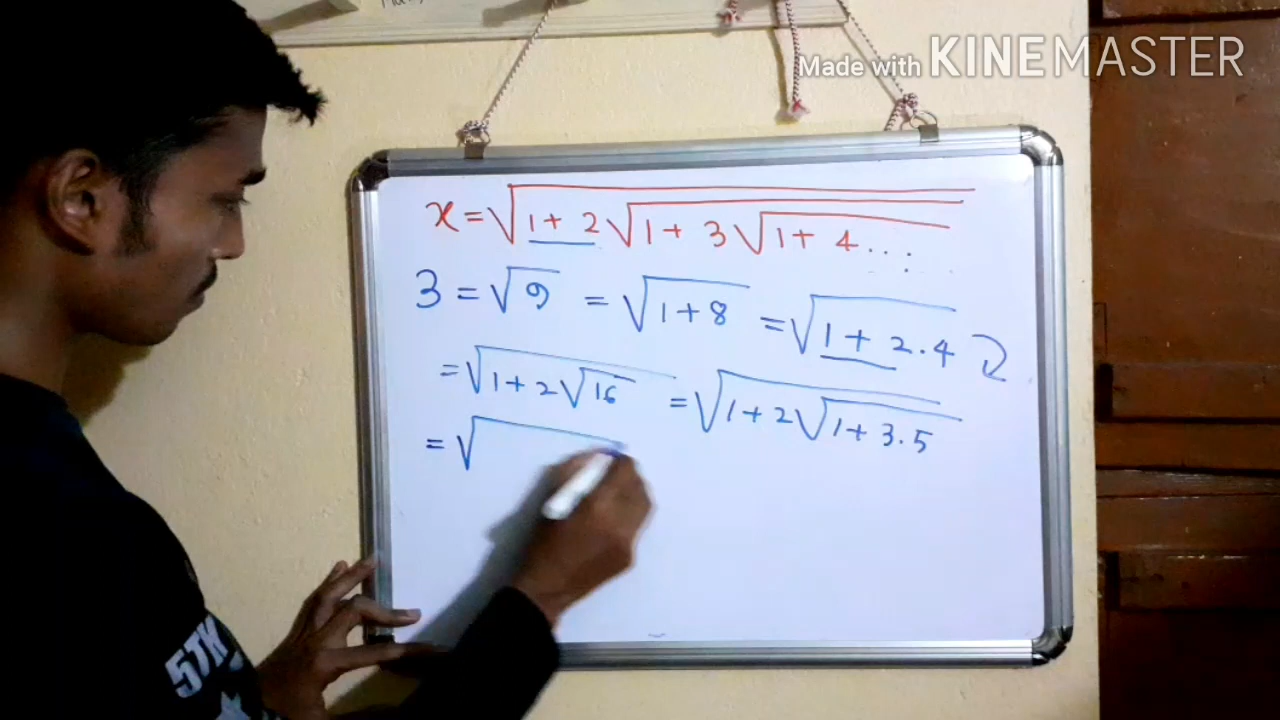 Made with KINEMASTER
x = √(1 + 2√(1 + 3√(1 + 4...
3 = √9 = √(1 + 8) = √(1 + 2.4)
= √(1 + 2√16) = √(1 + 2√(1 + 3.5))
= √
5TH